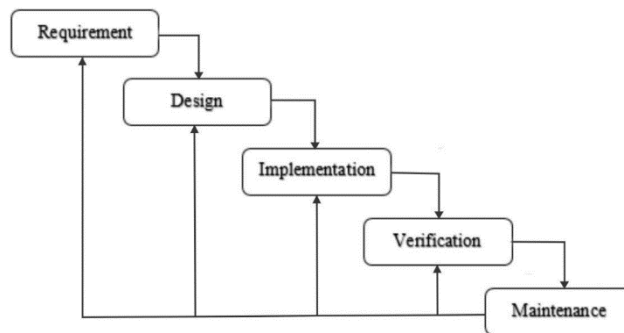 Requirement
Design
Implementation
Verification
Maintenance